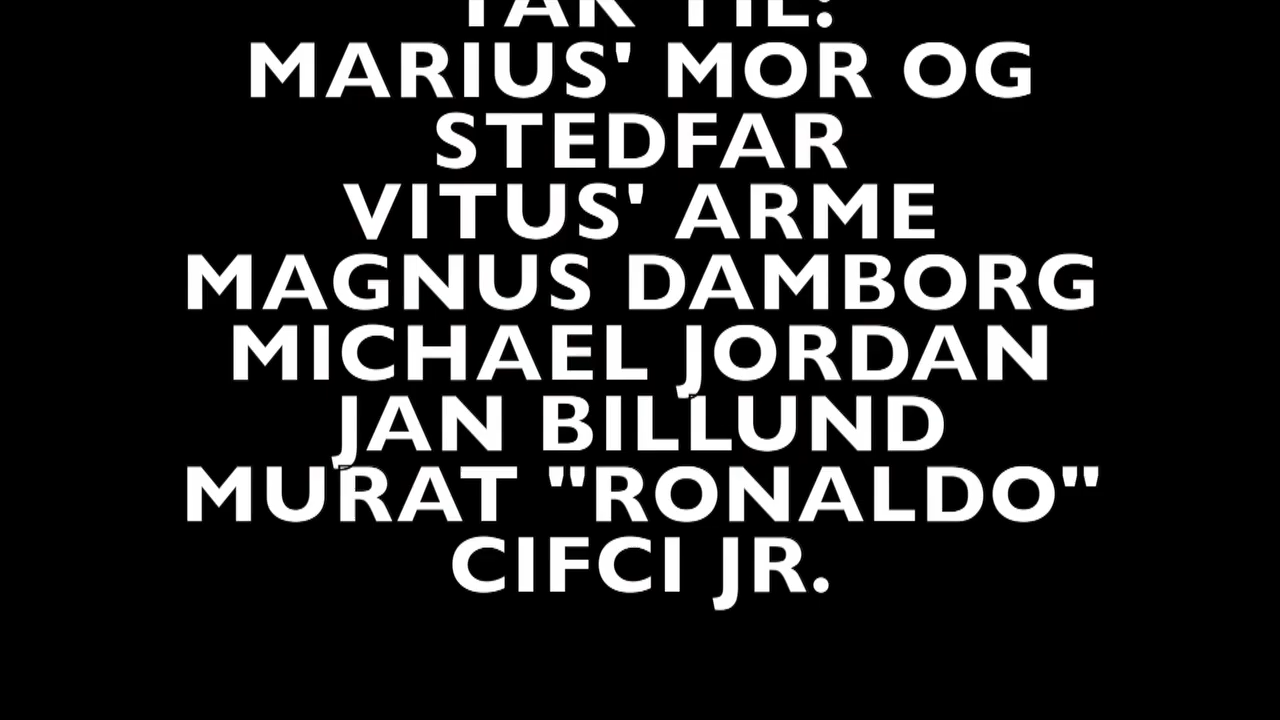 TAK TIL:
MARIUS' MOR OG
STEDFAR
VITUS' ARME
MAGNUS DAMBORG
MICHAEL JORDAN
JAN BILLUND
MURAT "RONALDO"
CIFCI JR.